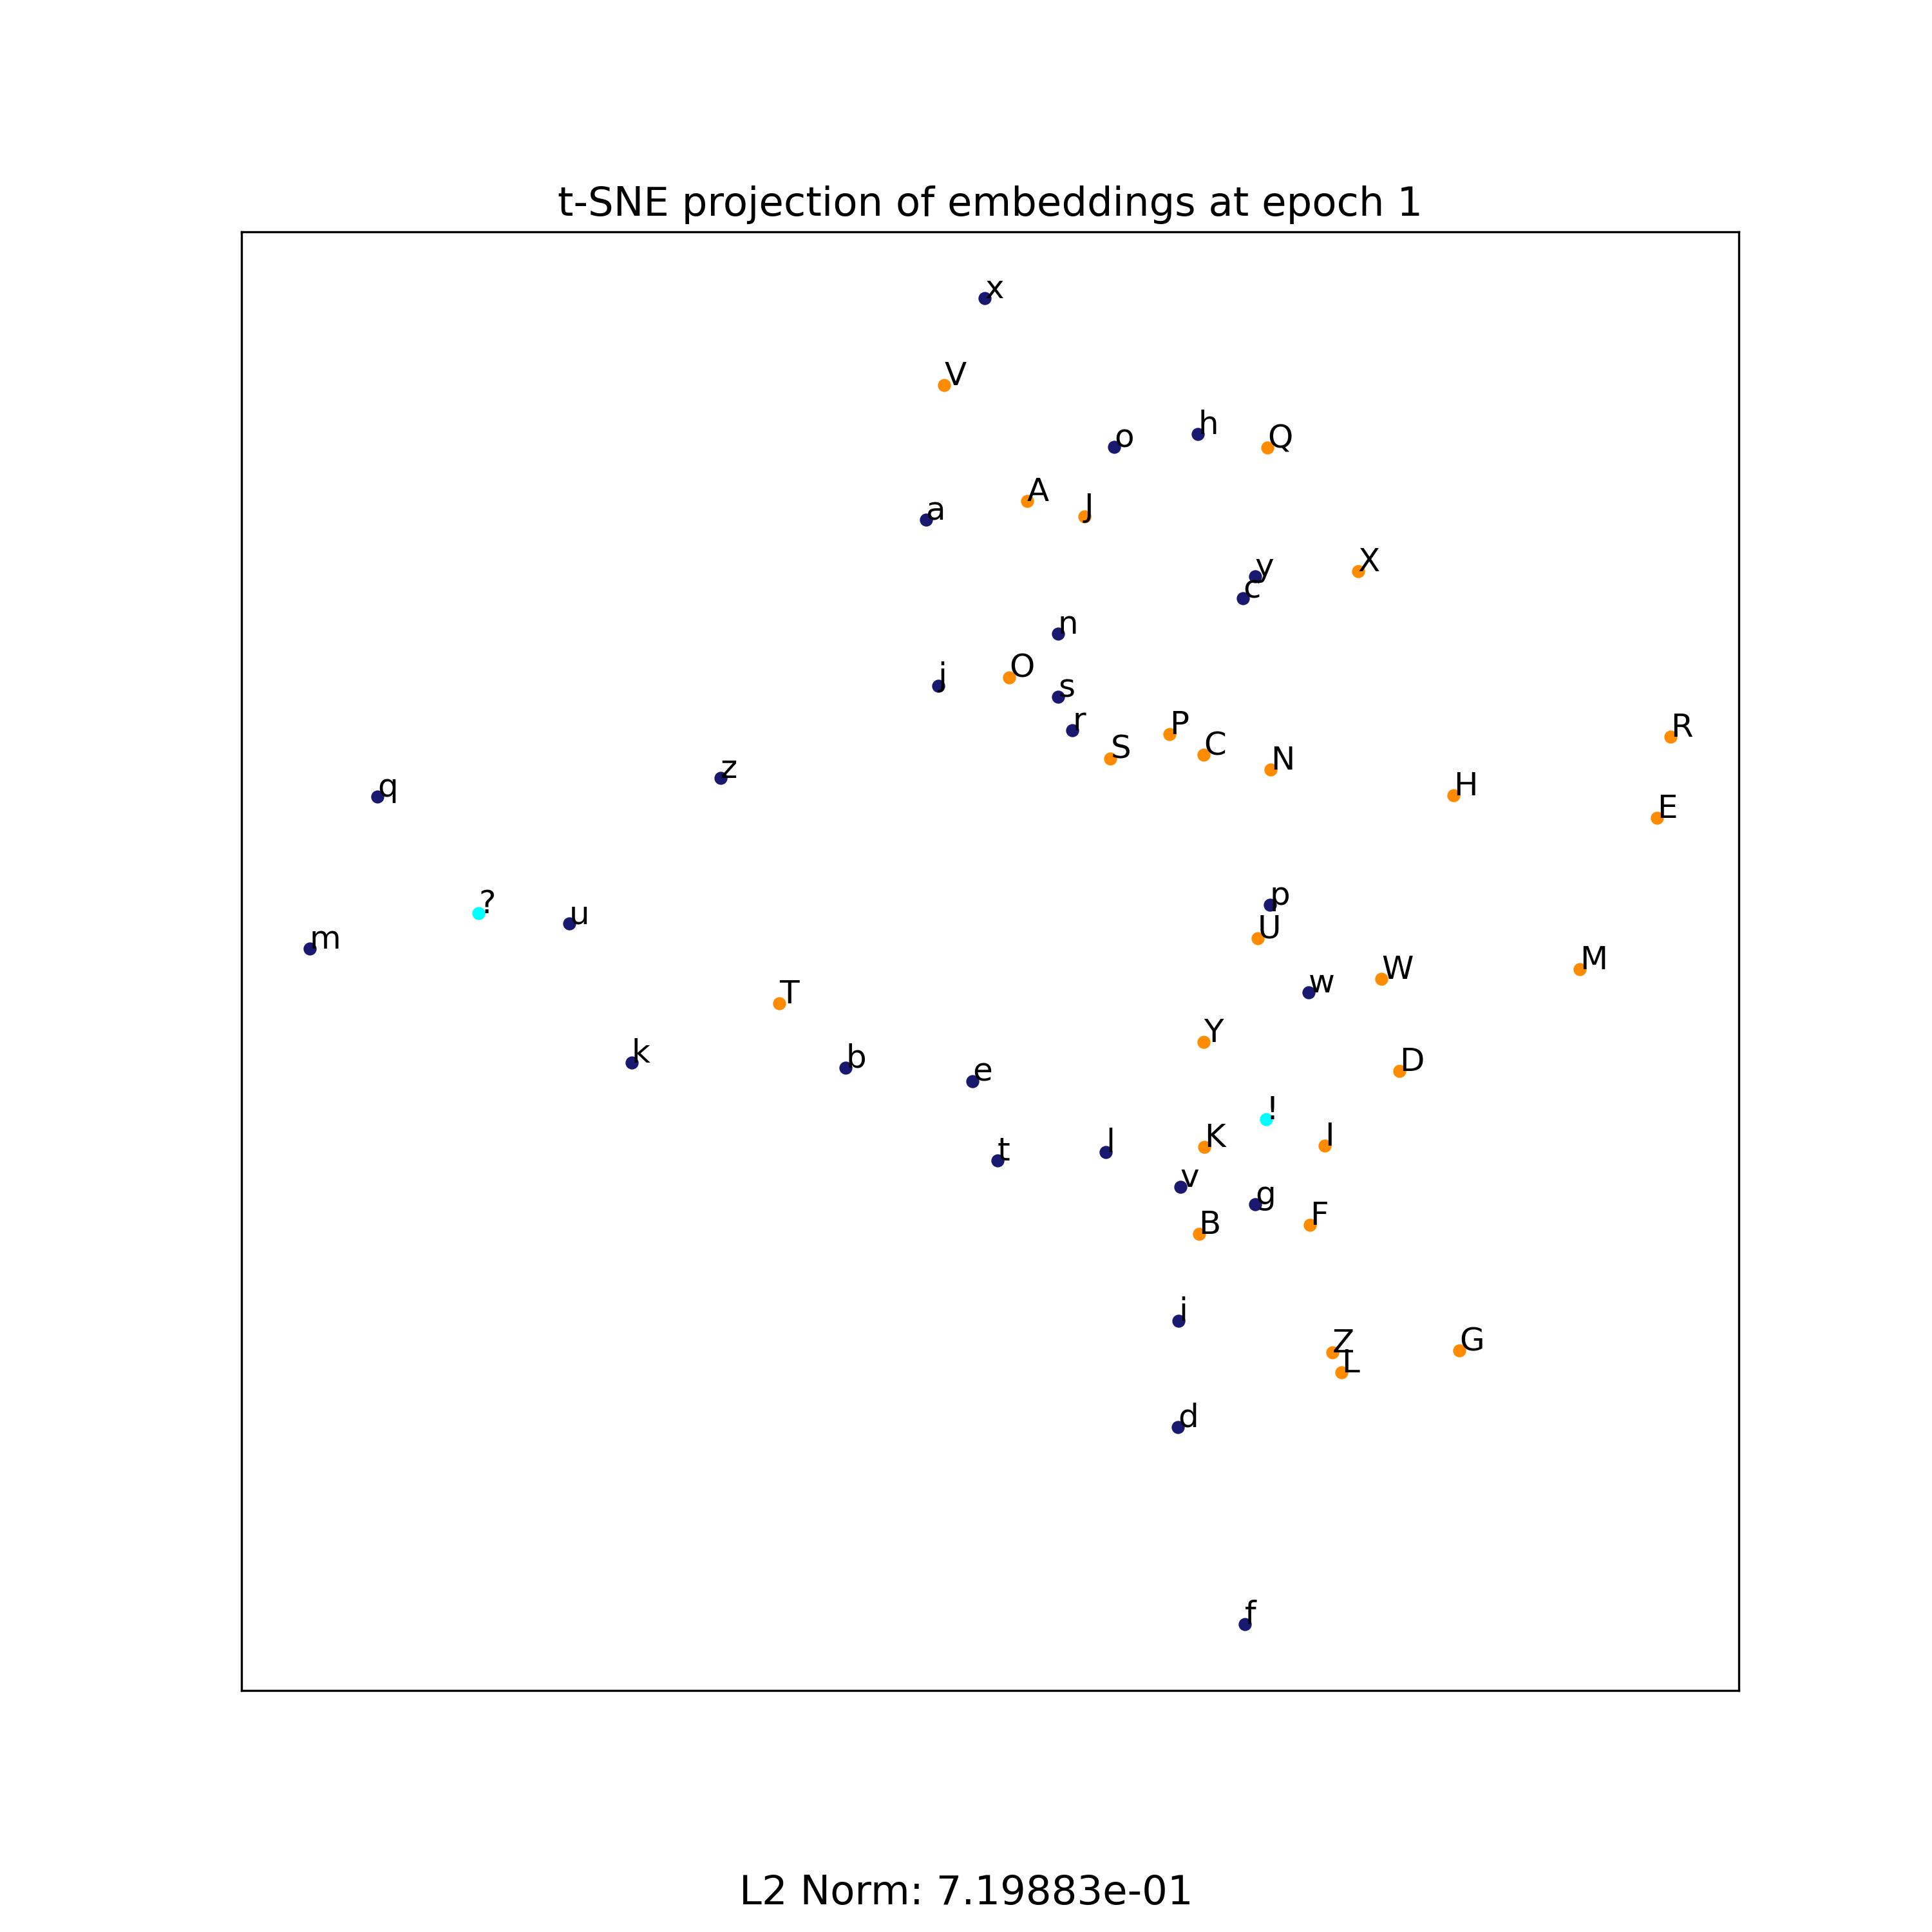 t-SNE projection of embeddings at epoch 1
x
V
h
o
Q
A
J
a
X
y
c
n
O
j
s
r
P
R
C
S
N
z
H
q
E
p
?
u
U
m
M
W
w
T
Y
k
b
D
e
!
I
K
l
t
v
g
F
B
i
G
Z
L
d
f
L2 Norm: 7.19883e-01